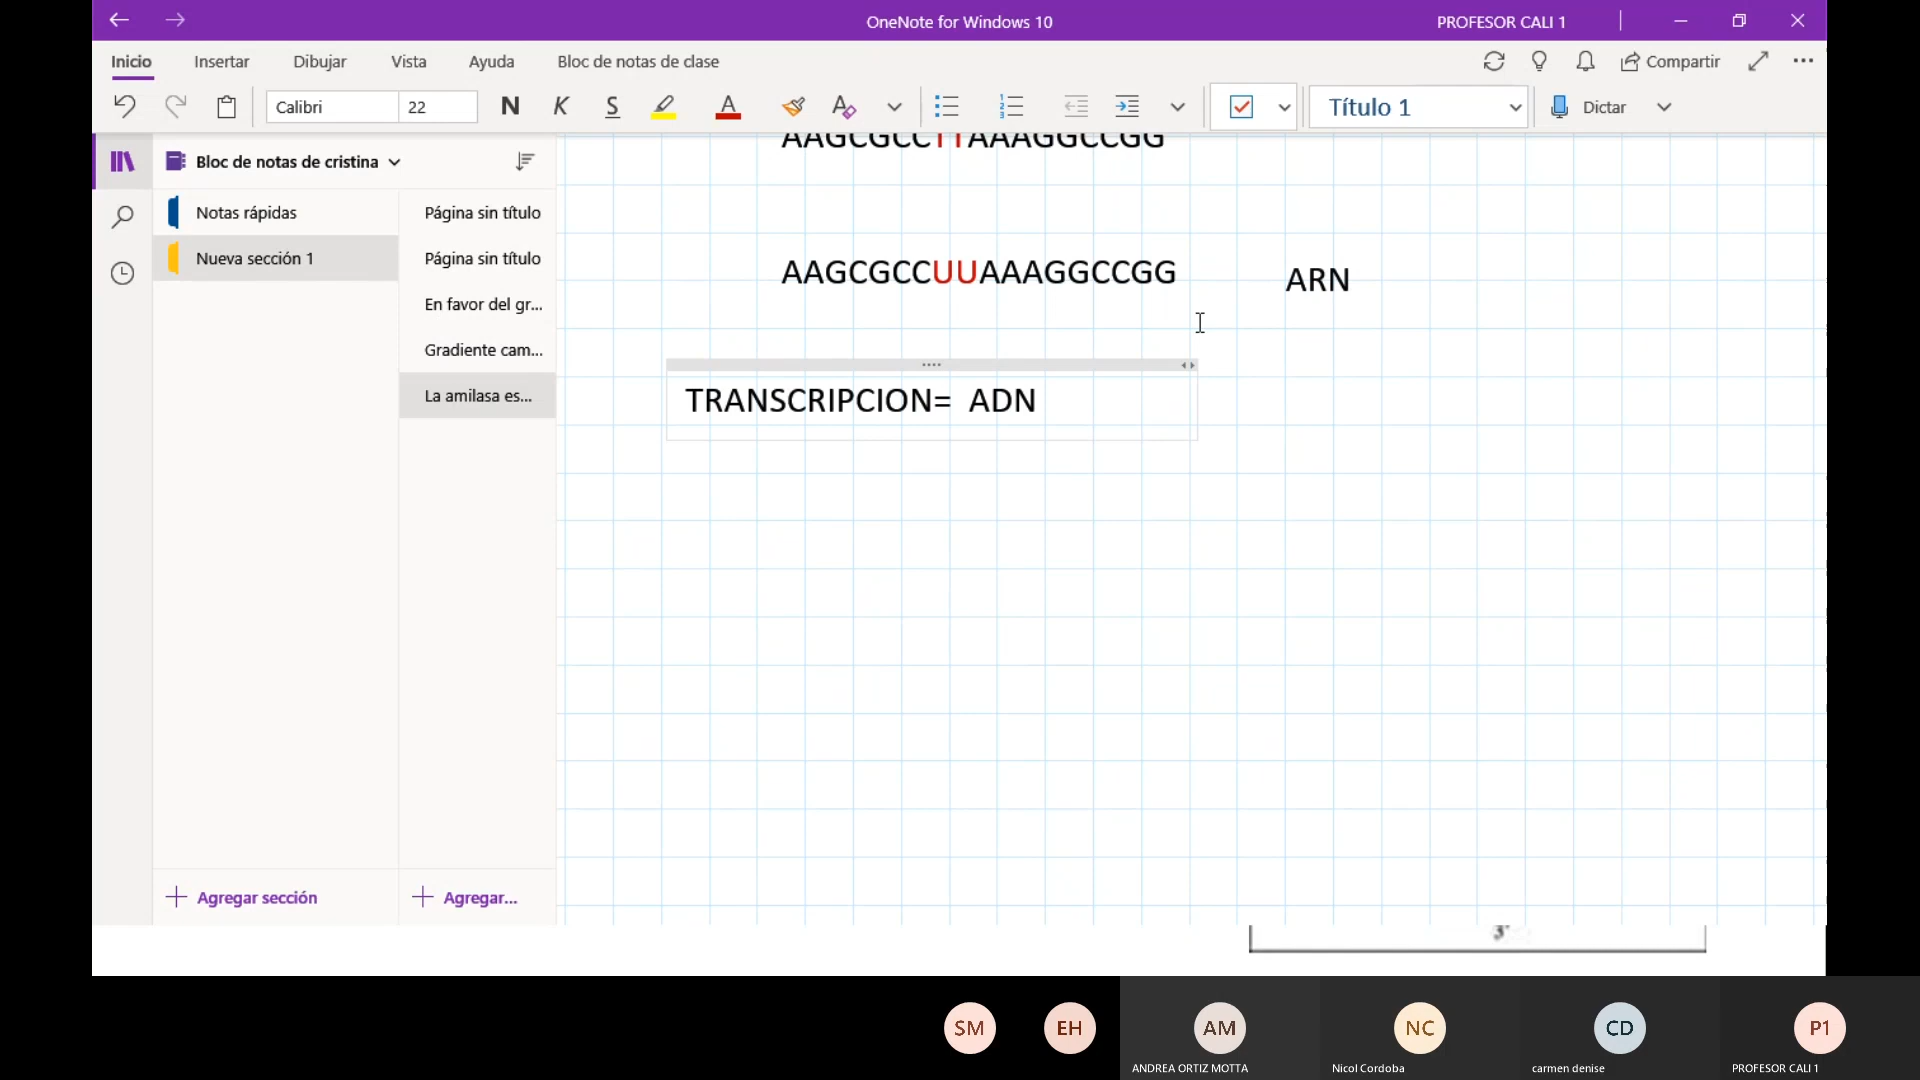 OneNote for Windows 10
PROFESOR CALI 1
Inicio
Insertar
Dibujar
Vista
Ayuda
Bloc de notas de clase
Compartir
Calibri
22
N
K
S
A
A
Título 1
Dictar
Bloc de notas de cristina
Notas rápidas
Nueva sección 1
Página sin título
Página sin título
En favor del gr...
Gradiente cam...
La amilasa es...
Agregar sección
Agregar...
AAGCGCCTTAAAGGCCGG
AAGCGCCUUAAAGGCCGG
ARN
TRANSCRIPCION= ADN
3'
SM
EH
AM
ANDREA ORTIZ MOTTA
NC
Nicol Cordoba
CD
carmen denise
P1
PROFESOR CALI 1